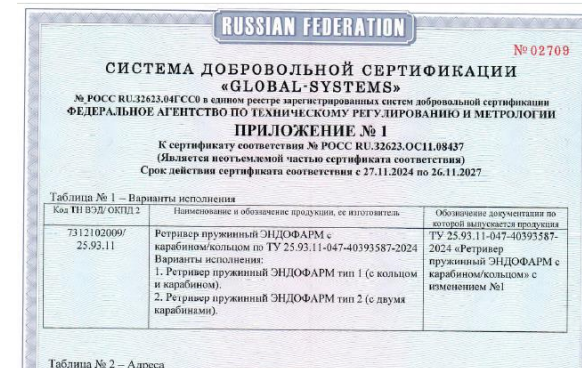 RUSSIAN FEDERATION
№ 02709
СИСТЕМА ДОБРОВОЛЬНОЙ СЕРТИФИКАЦИИ
«GLOBAL-SYSTEMS»
№ РОСС RU.32623.04ГСС0 в едином реестре зарегистрированных систем добровольной сертификации
ФЕДЕРАЛЬНОЕ АГЕНТСТВО ПО ТЕХНИЧЕСКОМУ РЕГУЛИРОВАНИЮ И МЕТРОЛОГИИ
ПРИЛОЖЕНИЕ № 1
К сертификату соответствия № РОСС RU.32623.ОС11.08437
(Является неотъемлемой частью сертификата соответствия)
Срок действия сертификата соответствия с 27.11.2024 по 26.11.2027
Таблица № 1 – Варианты исполнения
Код ТН ВЭД/ ОКПД 2
Наименование и обозначение продукции, ее изготовитель
Обозначение документации по
которой выпускается продукция
7312102009/
25.93.11
Ретривер пружинный ЭНДОФАРМ с
карабином/кольцом по ТУ 25.93.11-047-40393587-2024
Варианты исполнения:
1. Ретривер пружинный ЭНДОФАРМ тип 1 (с кольцом
и карабином).
2. Ретривер пружинный ЭНДОФАРМ тип 2 (с двумя
карабинами).
ТУ 25.93.11-047-40393587-
2024 «Ретривер
пружинный ЭНДОФАРМ с
карабином/кольцом» с
изменением №1
Таблица № 2 – Адреса